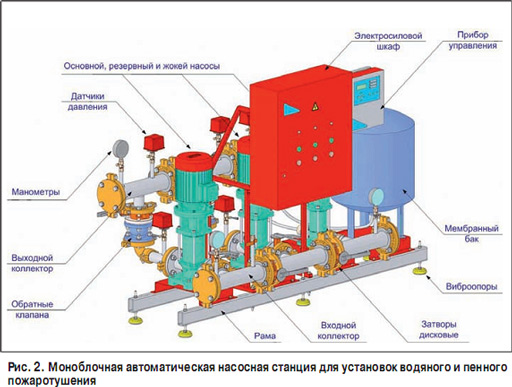 Электросиловой
шкаф
Прибор
управления
Основной, резервный и жокей насосы
Датчики
давления
Манометры
Выходной
коллектор
Обратные
клапана
Рама
Входной
коллектор
Затворы
дисковые
Мембранный
бак
Виброопоры
Рис. 2. Моноблочная автоматическая насосная станция для установок водяного и пенного
пожаротушения